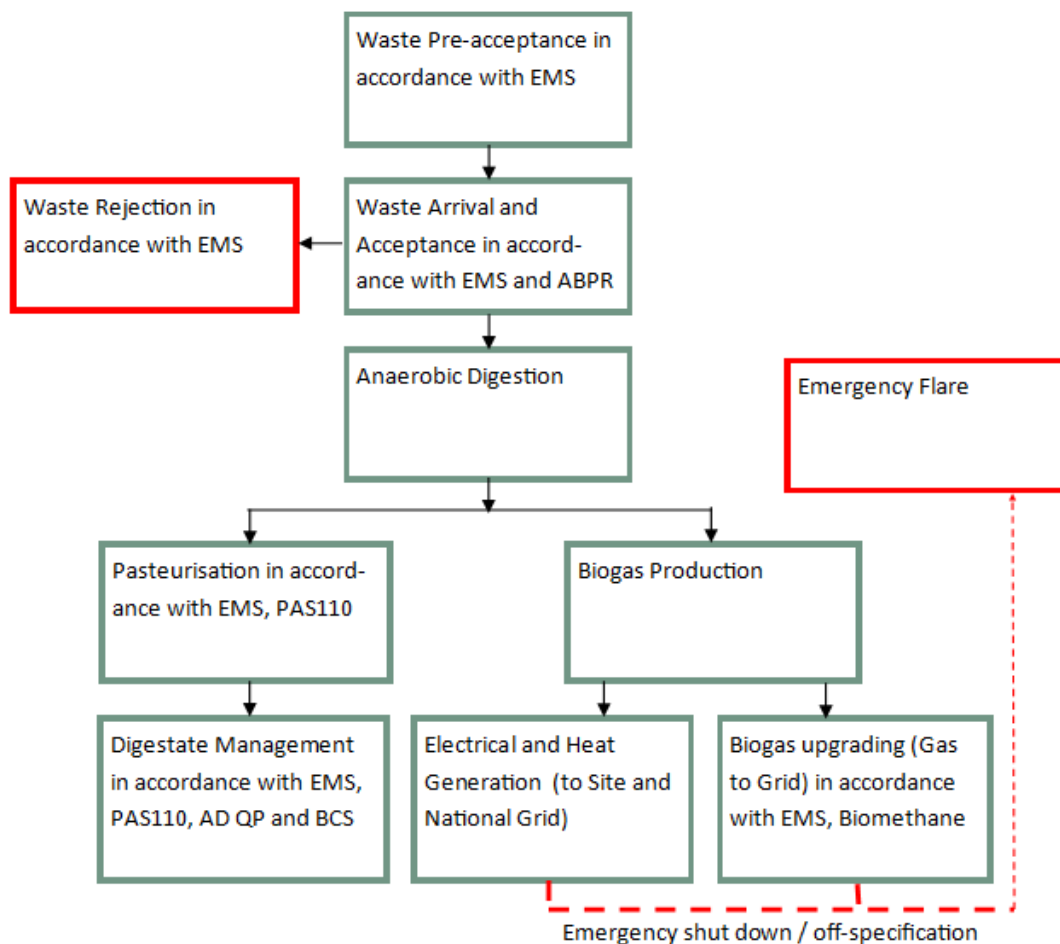 Waste Pre-acceptance in
accordance with EMS
Waste Rejection in
accordance with EMS
Waste Arrival and
Acceptance in accord-
ance with EMS and ABPR
Anaerobic Digestion
Emergency Flare
Pasteurisation in accord-
ance with EMS, PAS110
Biogas Production
Digestate Management
in accordance with EMS,
PAS110, AD QP and BCS
Electrical and Heat
Generation (to Site and
National Grid)
Biogas upgrading (Gas
to Grid) in accordance
with EMS, Biomethane
Emergency shut down / off-specification